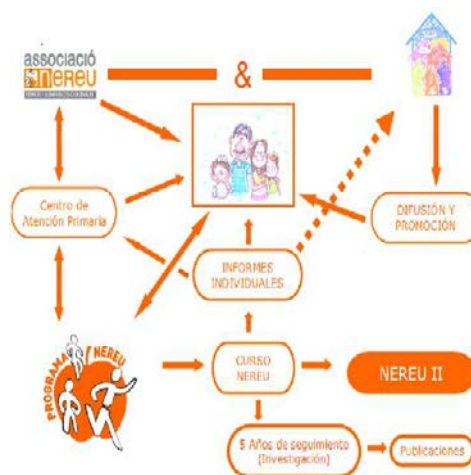 associació
nereu
&
Centro de
Atención Primaria
DIFUSIÓN Y
PROMOCIÓN
INFORMES
INDIVIDUALES
PROGRAMA NEREU
CURSO
NEREU
NEREU II
5 Años de seguimiento
(Investigación)
Publicaciones